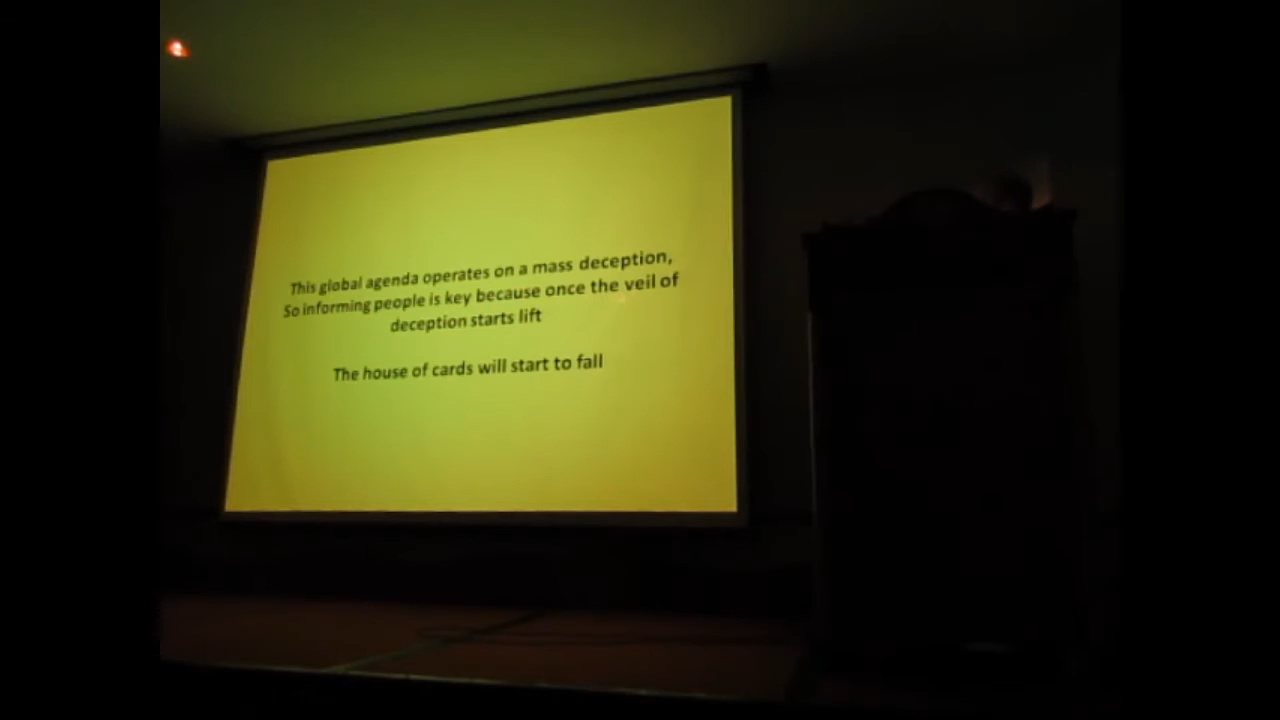 This global agenda operates on a mass deception,
So informing people is key because once the veil of
deception starts lift
The house of cards will start to fall